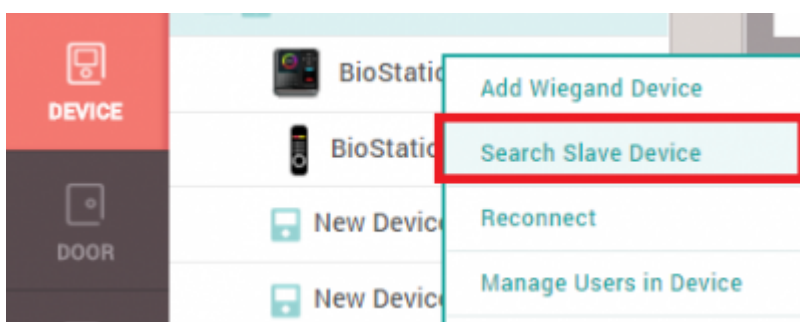 DEVICE
DOOR
BioStatio
BioStatio
New Device
New Device
Add Wiegand Device
Search Slave Device
Reconnect
Manage Users in Device